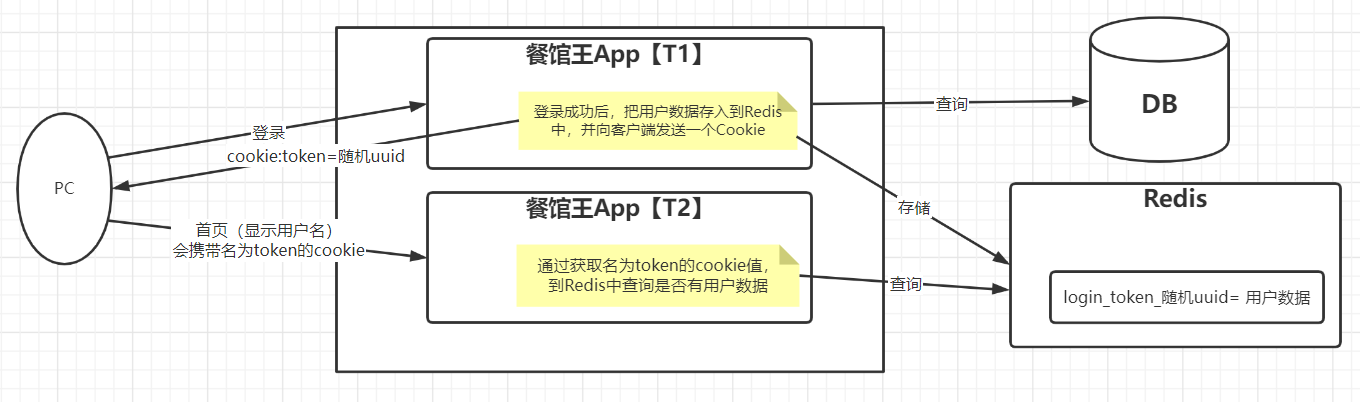 PC
登录
cookie:token=随机uuid
首页（显示用户名）
会携带名为token的cookie
餐馆王App【T1】
登录成功后，把用户数据存入到Redis
中，并向客户端发送一个Cookie
餐馆王App【T2】
通过获取名为token的cookie值，
到Redis中查询是否有用户数据
查询
存储
查询
DB
Redis
login_token_随机uuid= 用户数据